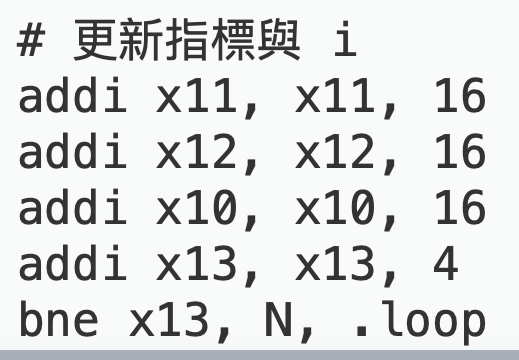 # 更新指標與 i
addi x11, x11, 16
addi x12, x12, 16
addi x10, x10, 16
addi x13, x13, 4
bne x13, N, .loop